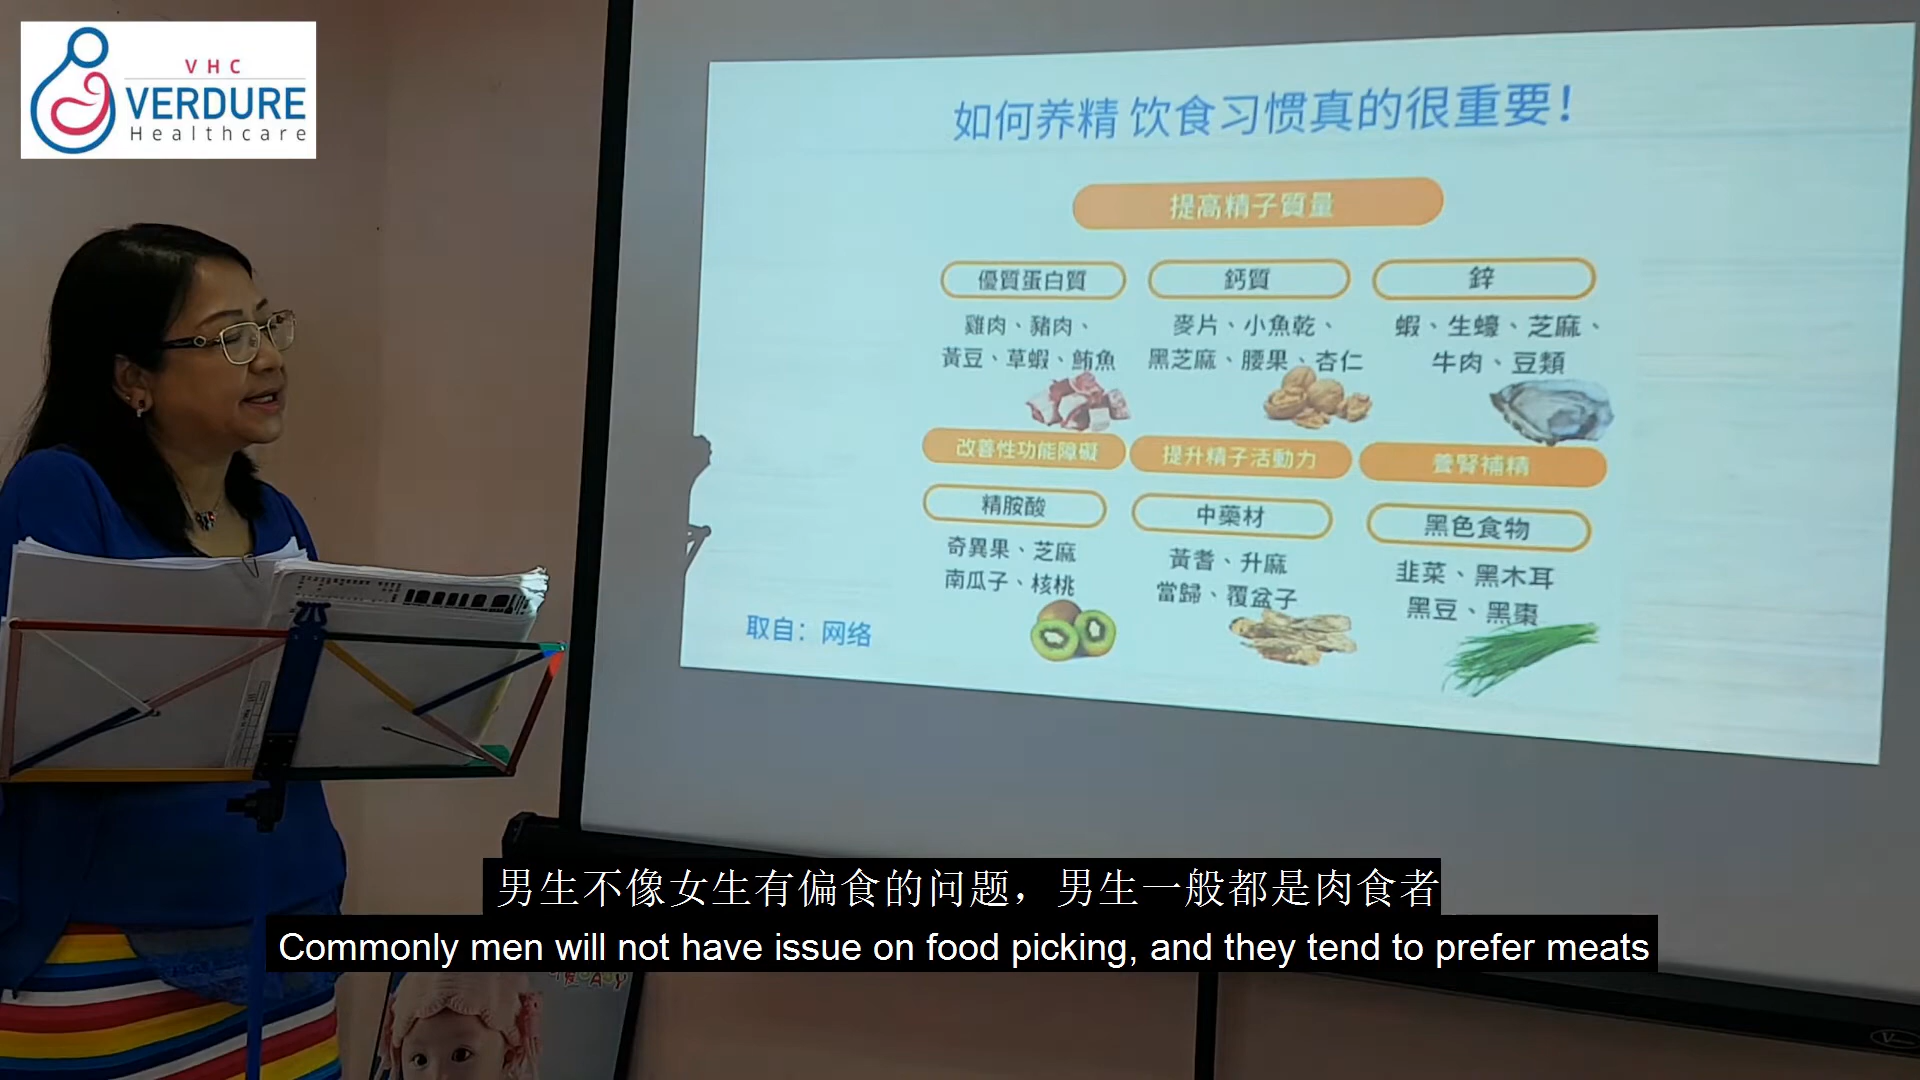 VHC
VERDURE
Healthcare
如何养精 饮食习惯真的很重要！
提高精子質量
優質蛋白質
雞肉、豬肉、
黃豆、草蝦、鮪魚
鈣質
麥片、小魚乾、
黑芝麻、腰果、杏仁
鋅
蝦、生蠔、芝麻、
牛肉、豆類
改善性功能障礙
精胺酸
奇異果、芝麻
南瓜子、核桃
提升精子活動力
中藥材
黃耆、升麻
當歸、覆盆子
養腎補精
黑色食物
韭菜、黑木耳
黑豆、黑棗
取自：网络
男生不像女生有偏食的问题，男生一般都是肉食者
Commonly men will not have issue on food picking, and they tend to prefer meats